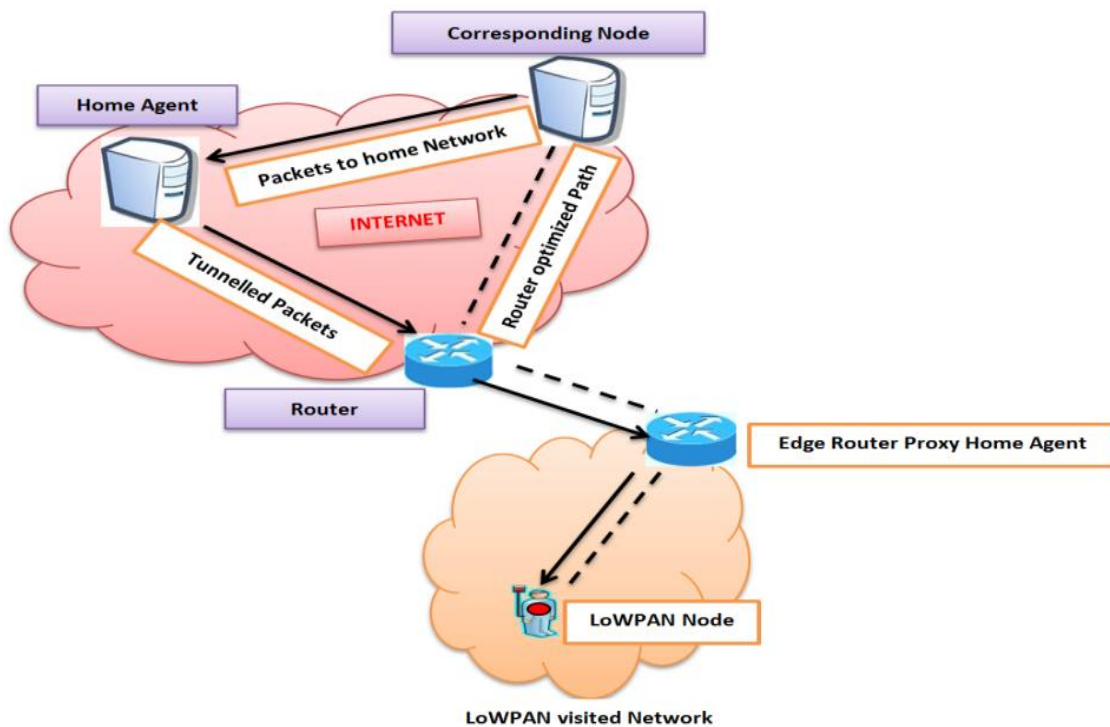 Corresponding Node
Home Agent
Packets to home Network
INTERNET
Router optimized Path
Tunnelled Packets
Router
Edge Router Proxy Home Agent
LoWPAN Node
LoWPAN visited Network